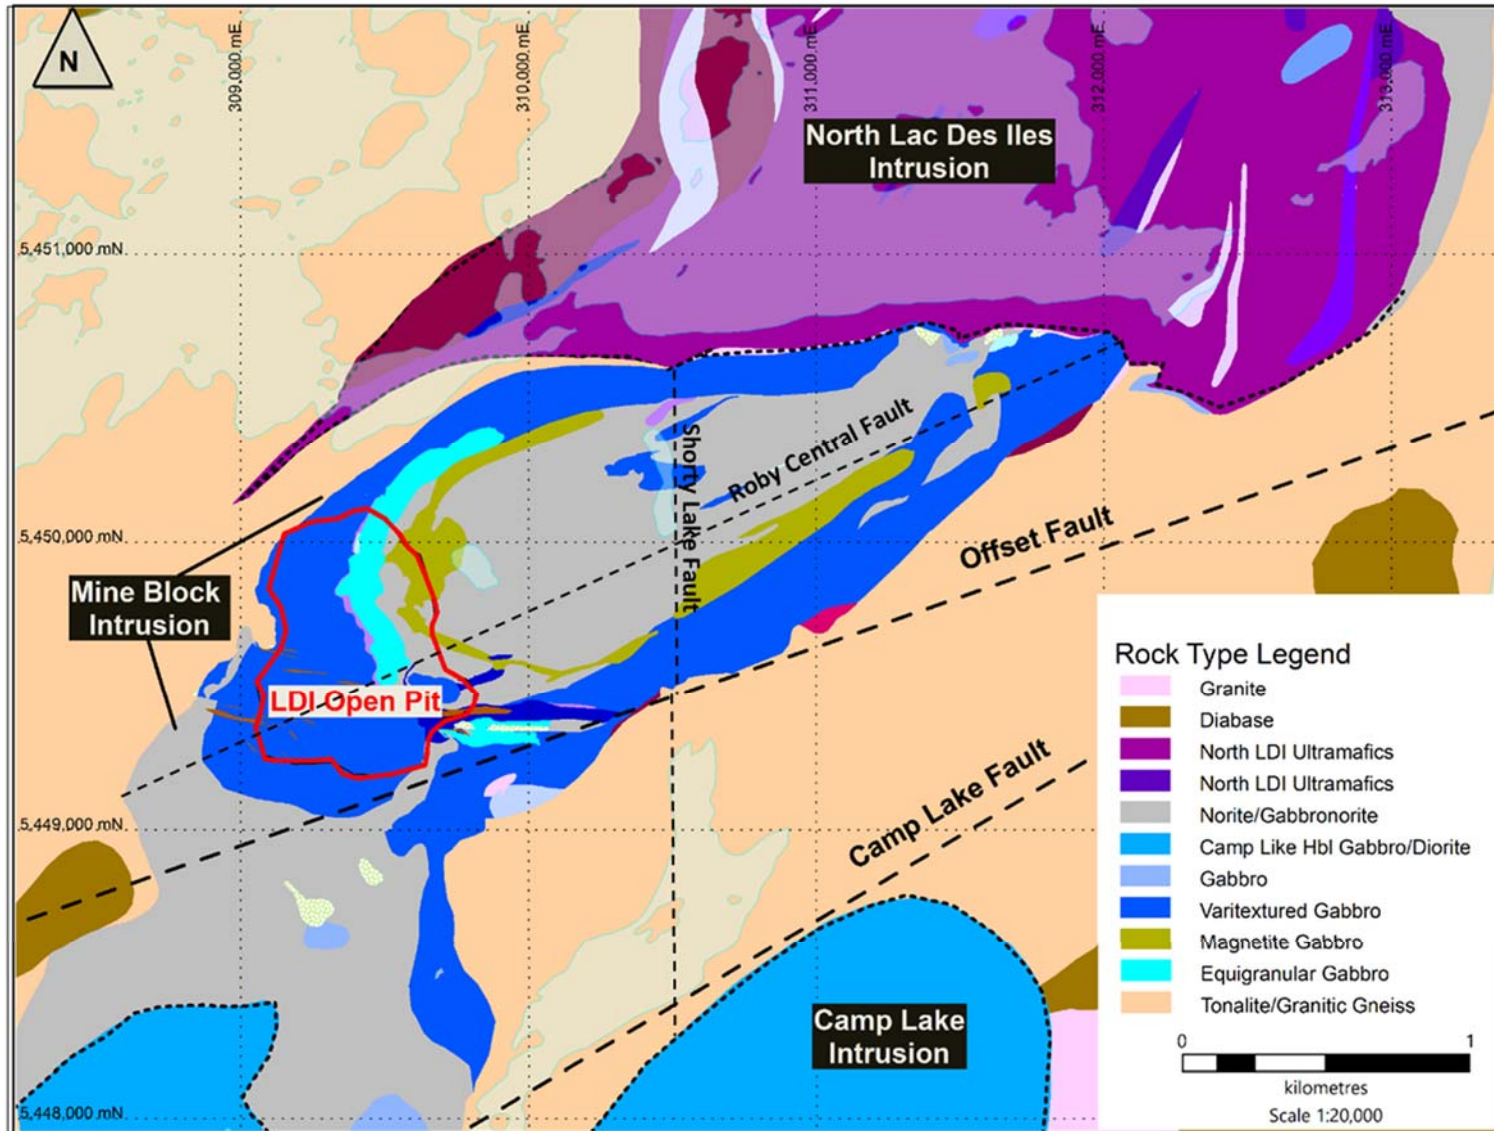 N
309,000 mE
310,000 mE
311,000 mE
312,000 mE
313,000 mE
North Lac Des Iles
Intrusion
5,451,000 mN
Shorty Lake Fault
Roby Central Fault
Offset Fault
5,450,000 mN
Mine Block
Intrusion
LDI Open Pit
5,449,000 mN
Camp Lake Fault
Camp Lake
Intrusion
5,448,000 mN
Rock Type Legend
Granite
Diabase
North LDI Ultramafics
North LDI Ultramafics
Norite/Gabbronorite
Camp Like Hbl Gabbro/Diorite
Gabbro
Varitextured Gabbro
Magnetite Gabbro
Equigranular Gabbro
Tonalite/Granitic Gneiss
0 1
kilometres
Scale 1:20,000